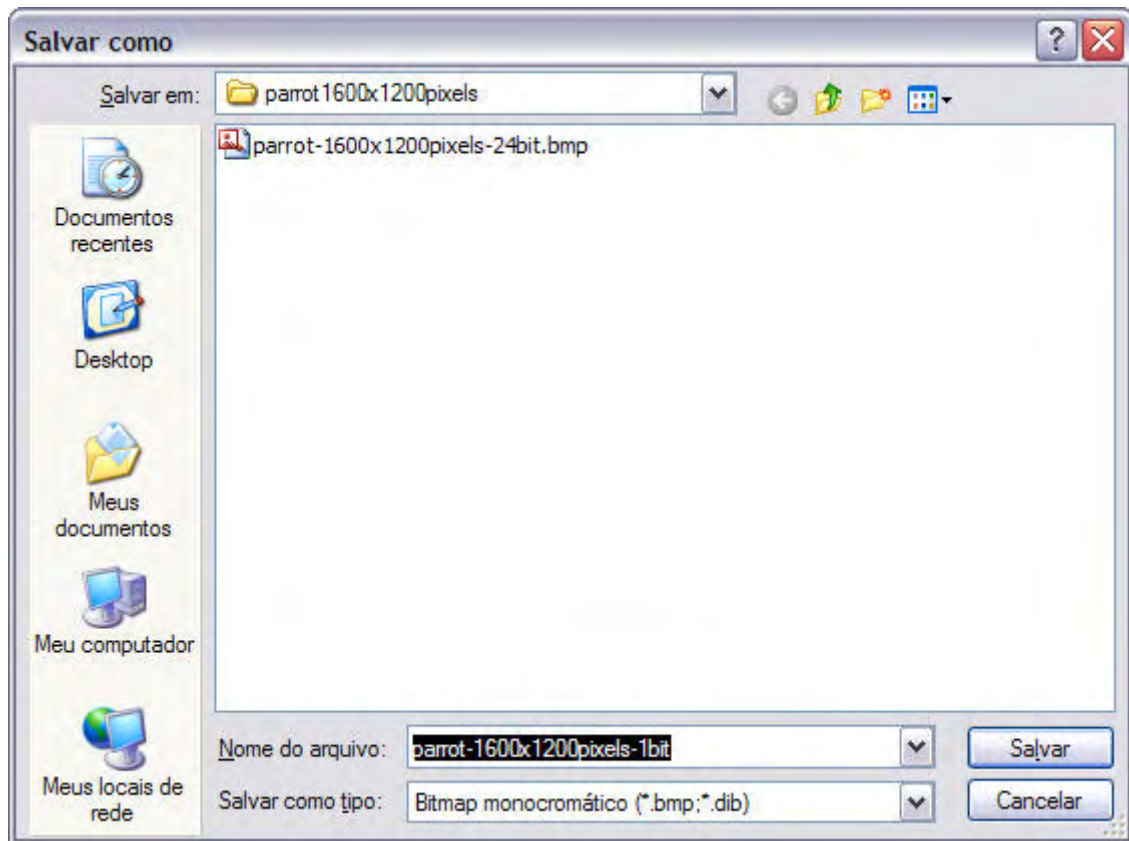 Salvar como
Salvar em:
parrot1600x1200pixels
parrot-1600x1200pixels-24bit.bmp
Documentos
recentes
Desktop
Meus
documentos
Meu computador
Meus locais de
rede
Nome do arquivo:
parrot-1600x1200pixels-1bit
Salvar
Salvar como tipo:
Bitmap monocromático (*.bmp;*.dib)
Cancelar